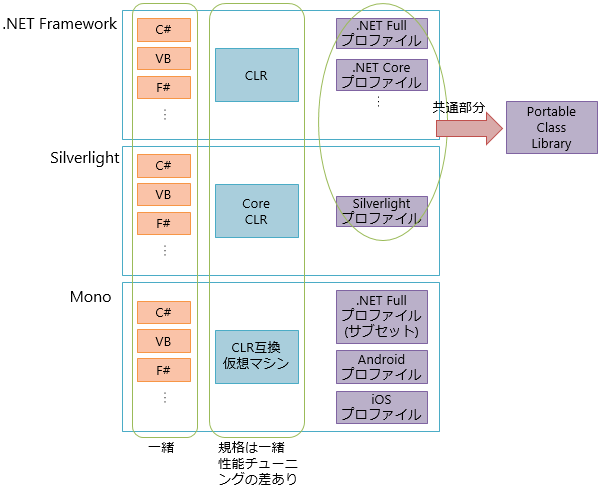 .NET Framework
C#
VB
F#
⋮
CLR
.NET Full
プロファイル
.NET Core
プロファイル
⋮
共通部分
Portable
Class
Library
Silverlight
C#
VB
F#
⋮
Core
CLR
Silverlight
プロファイル
Mono
C#
VB
F#
⋮
CLR互換
仮想マシン
.NET Full
プロファイル
(サブセット)
Android
プロファイル
iOS
プロファイル
一緒
規格は一緒
性能チューニ
ングの差あり